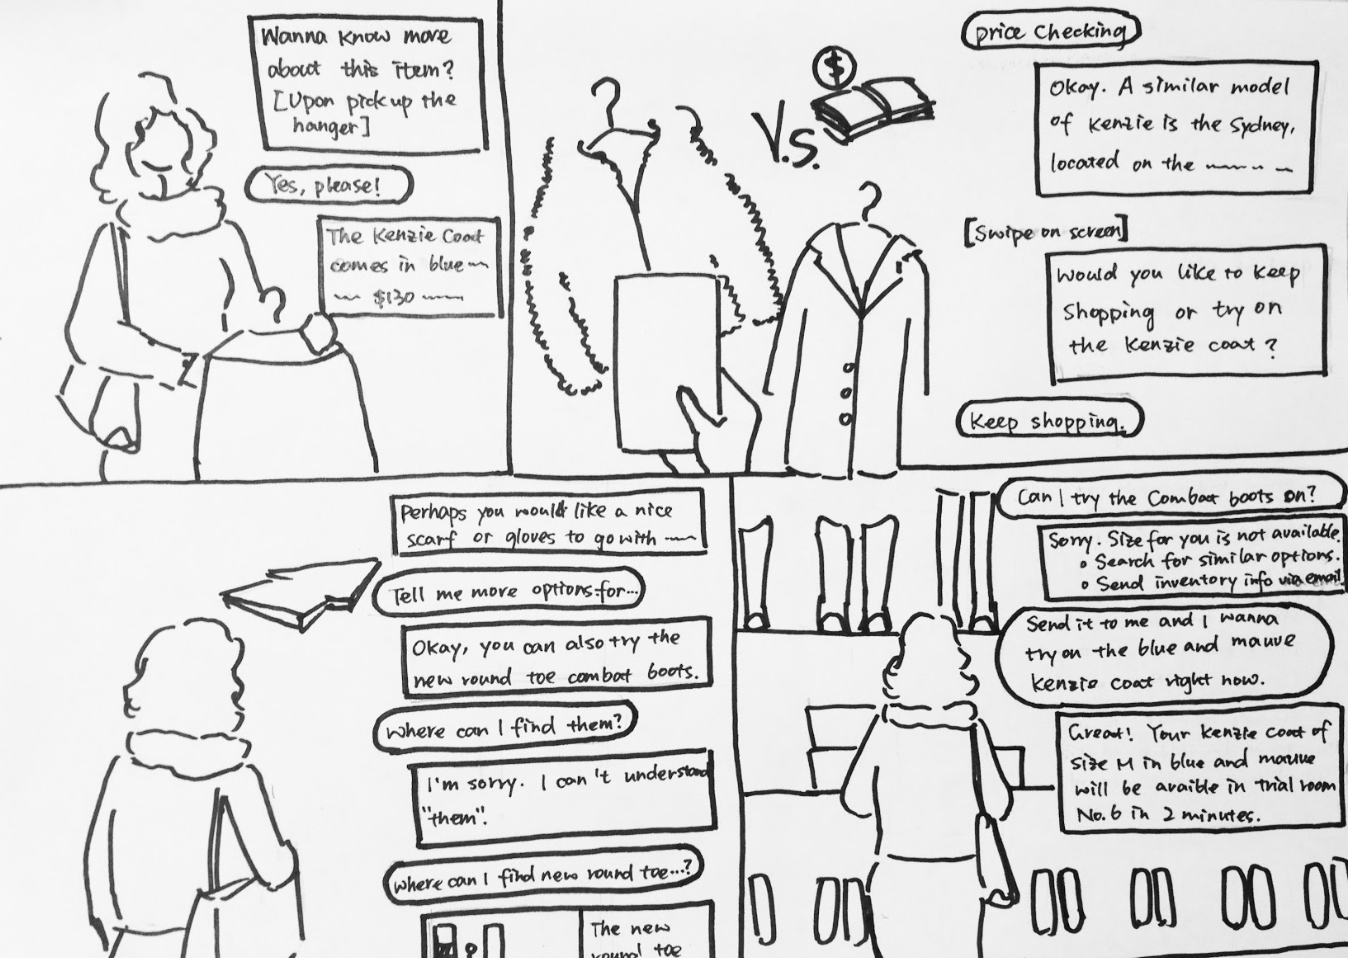 Wanna know more
about this item?
[Upon pick up the
hanger]
Yes, please!
The Kenzie Coat
comes in blue
$130
V.S.
$
price checking
Okay. A similar model
of Kenzie is the Sydney,
located on the
[Swipe on screen]
Would you like to keep
shopping or try on
the Kenzie coat?
Keep shopping.
Perhaps you would like a nice
scarf or gloves to go with
Tell me more options for...
Okay, you can also try the
new round toe combat boots.
Where can I find them?
I'm sorry. I can't understand
"them".
Where can I find new round toe...?
The new
round toe
Can I try the Combat boots on?
Sorry. Size for you is not available.
• Search for similar options.
• Send inventory info via email
Send it to me and I wanna
try on the blue and mauve
Kenzie coat right now.
Great! Your Kenzie coat of
size M in blue and mauve
will be avaible in trial room
No.6 in 2 minutes.